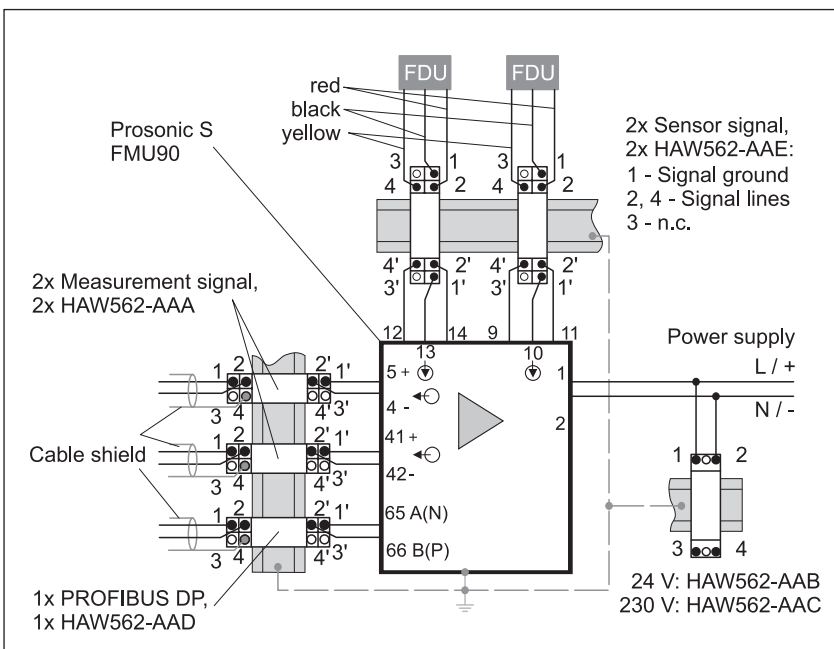 FDU FDU
red
black
yellow
Prosonic S
FMU90
2x Sensor signal,
2x HAW562-AAE:
1 - Signal ground
2, 4 - Signal lines
3 - n.c.
3 1 3 1
4 2 4 2
4' 2' 4' 2'
3' 1' 3' 1'
2x Measurement signal,
2x HAW562-AAA
12 14 9 11
13 10
Power supply
L / +
N / -
1 2 2' 1'
5 + 1
3 4 4' 3'
4 - 2
Cable shield
1 2 2' 1'
41 +
3 4 4' 3'
42 -
1 2 2' 1'
65 A(N)
3 4 4' 3'
66 B(P)
1 2
3 4
1x PROFIBUS DP,
1x HAW562-AAD
24 V: HAW562-AAB
230 V: HAW562-AAC